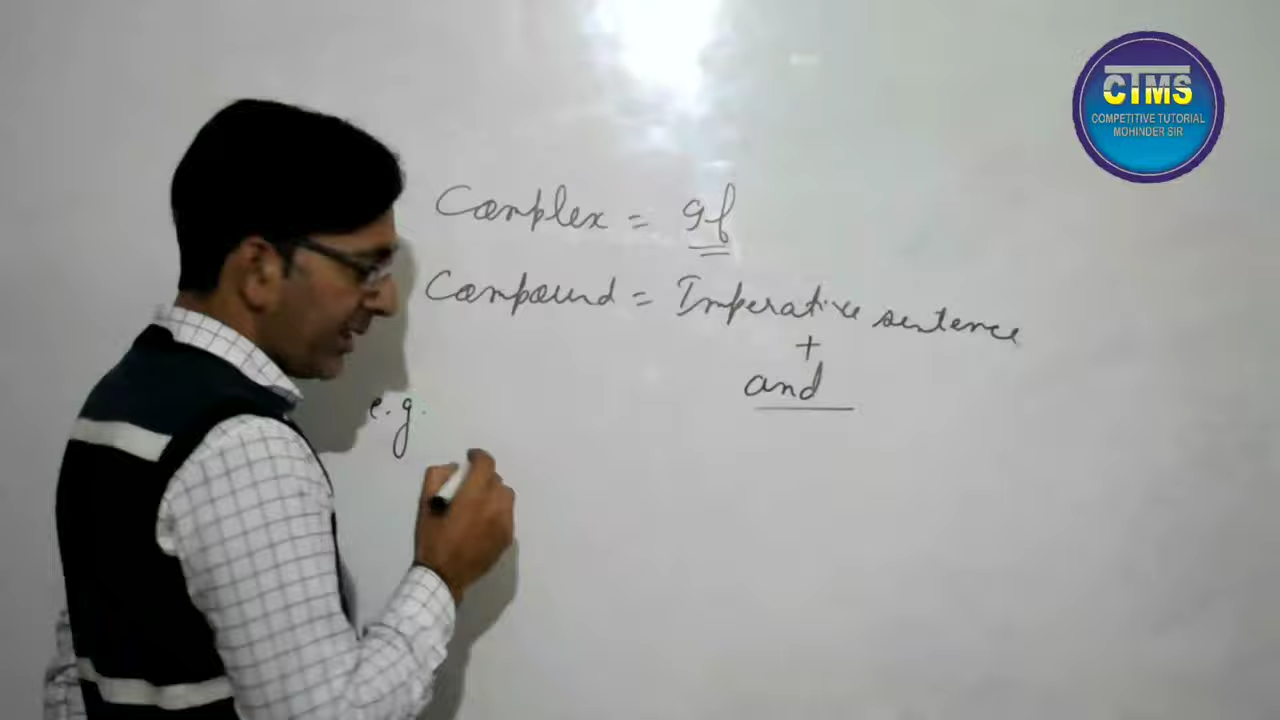 CTMS
COMPETITIVE TUTORIAL
MOHINDER SIR
Complex = If
Compound = Imperative sentence
+
and
e.g.